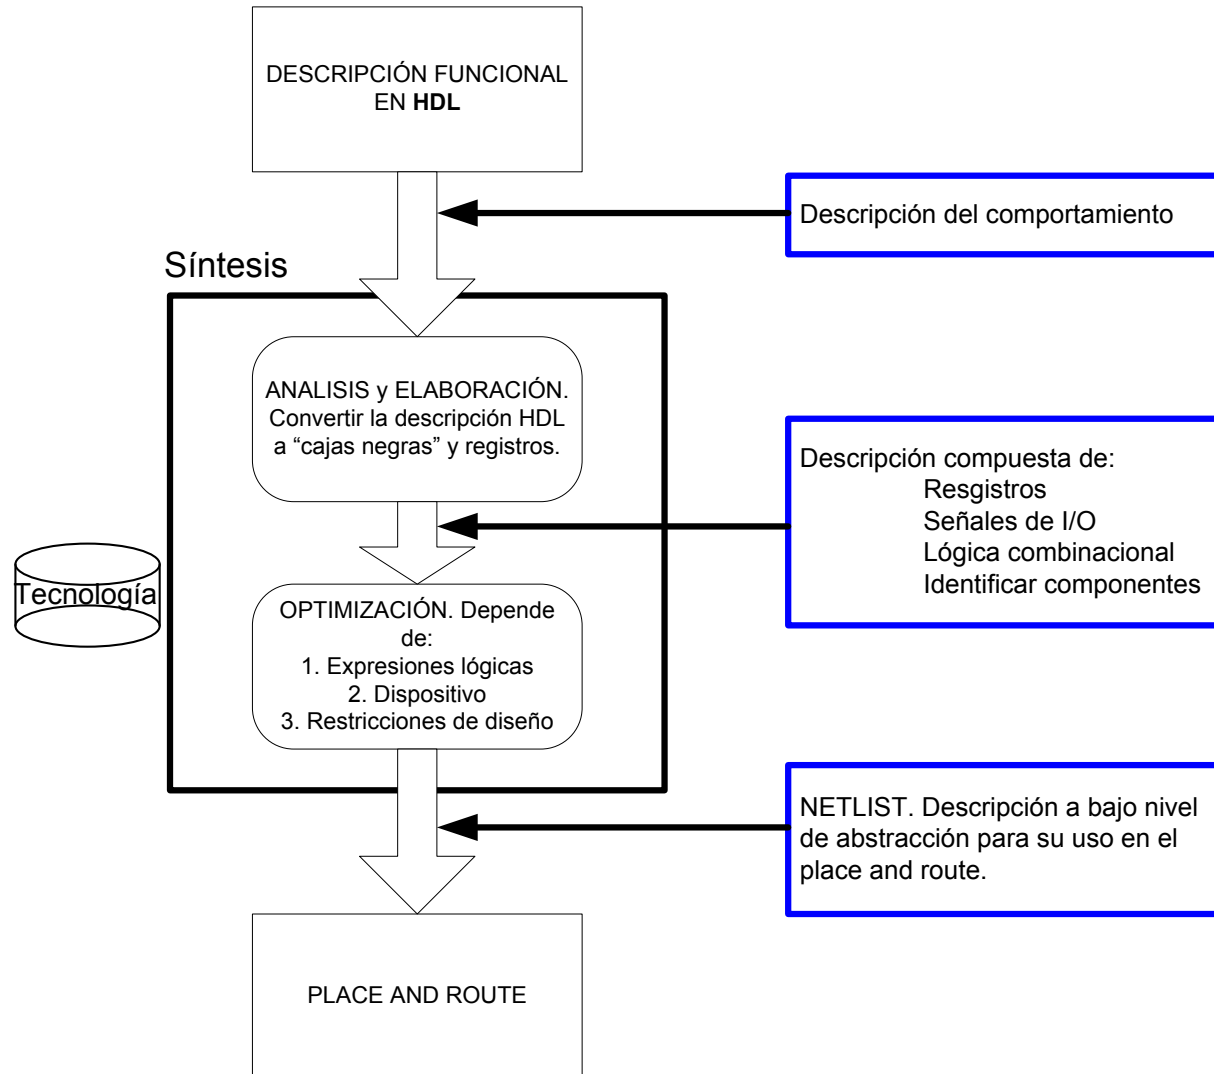 DESCRIPCIÓN FUNCIONAL
EN HDL
Descripción del comportamiento
Síntesis
ANALISIS y ELABORACIÓN.
Convertir la descripción HDL
a “cajas negras” y registros.
Descripción compuesta de:
Resgistros
Señales de I/O
Lógica combinacional
Identificar componentes
Tecnología
OPTIMIZACIÓN. Depende
de:
1. Expresiones lógicas
2. Dispositivo
3. Restricciones de diseño
NETLIST. Descripción a bajo nivel
de abstracción para su uso en el
place and route.
PLACE AND ROUTE